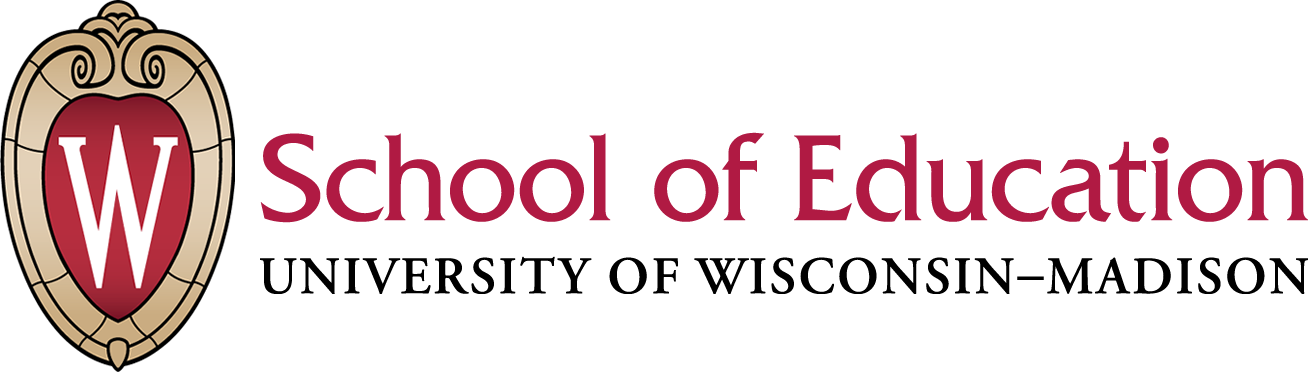 W
School of Education
UNIVERSITY OF WISCONSIN–MADISON